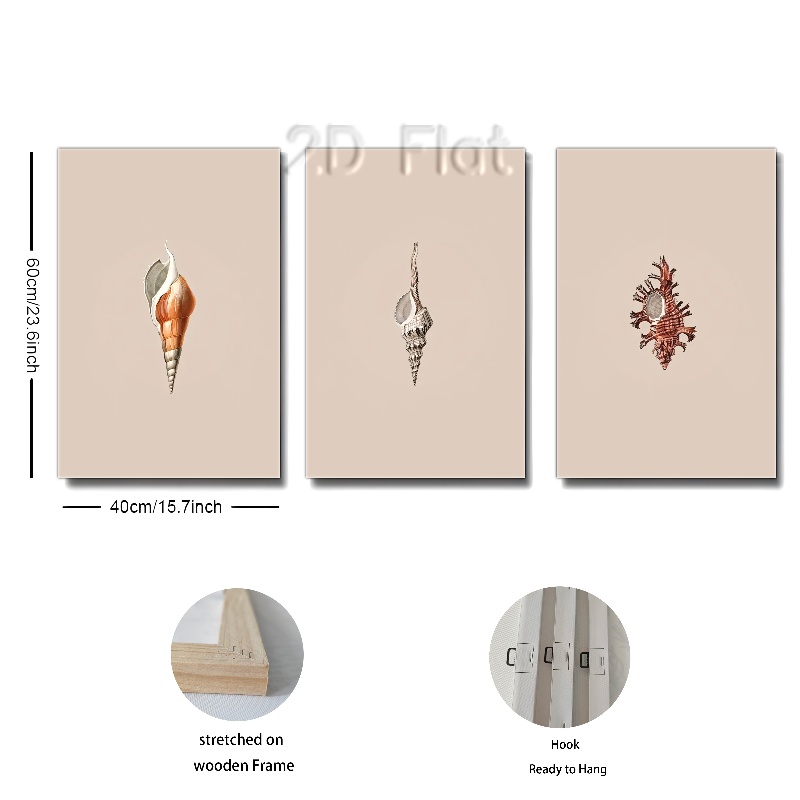 2D Flat
60cm/23.6inch
40cm/15.7inch
stretched on
wooden Frame
Hook
Ready to Hang